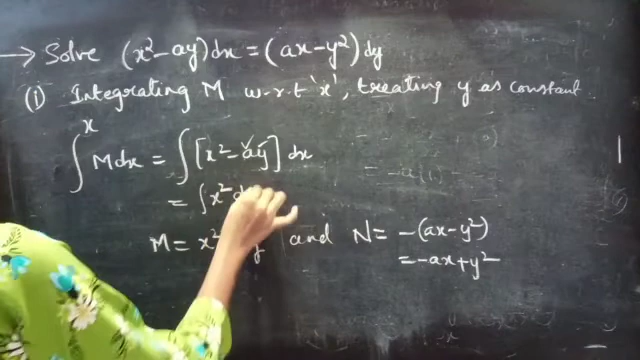 → Solve (x²-ay)dx = (ax-y²)dy
(i) Integrating M w.r.t 'x', treating y as constant
∫ˣ Mdx = ∫[x²-ay]dx
= ∫x² d
M = x² y and N = -(ax-y²)
= -ax+y²